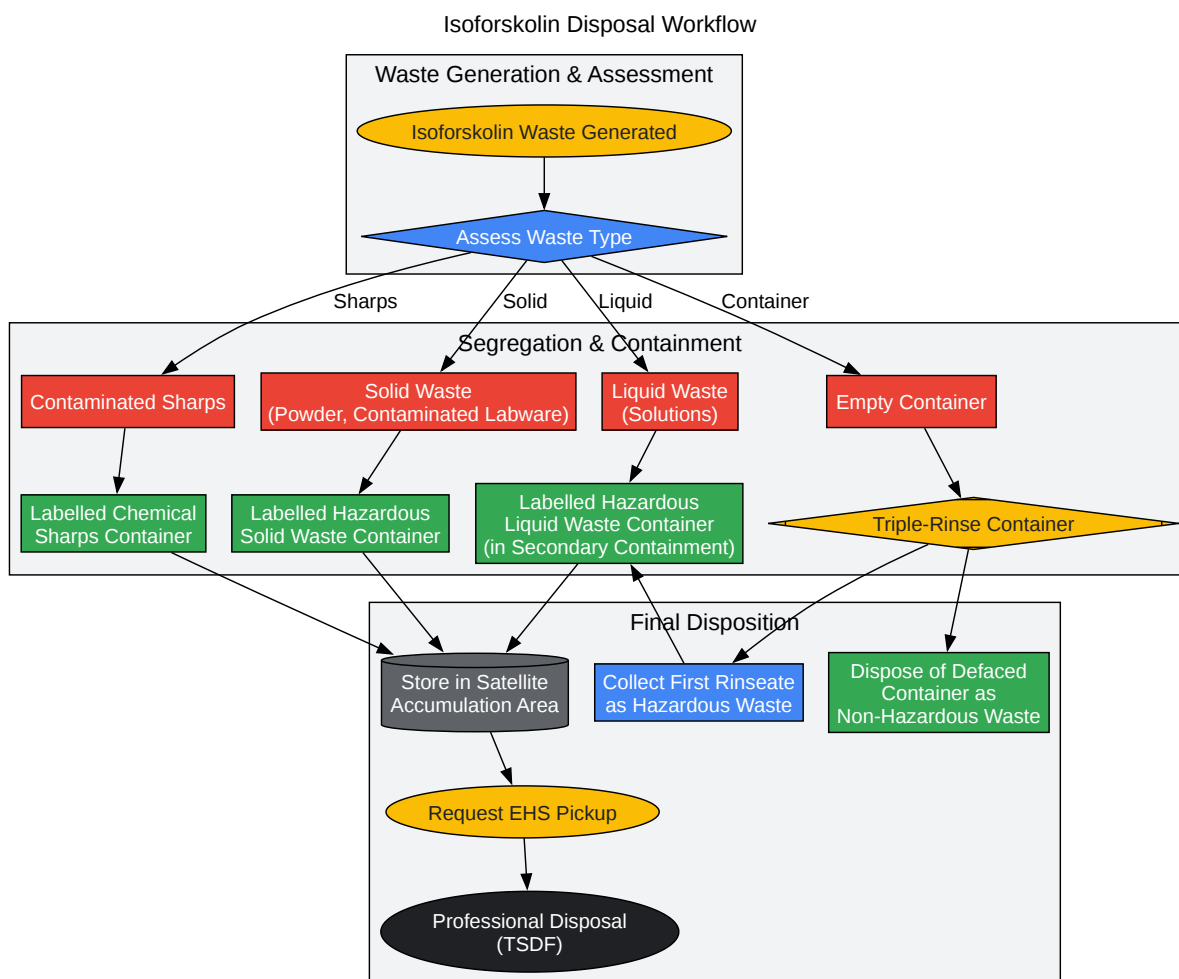 Isoforskolin Disposal Workflow
Waste Generation & Assessment
Isoforskolin Waste Generated
Assess Waste Type
Sharps
Solid
Liquid
Container
Segregation & Containment
Contaminated Sharps
Solid Waste
(Powder, Contaminated Labware)
Liquid Waste
(Solutions)
Empty Container
Labelled Chemical
Sharps Container
Labelled Hazardous
Solid Waste Container
Labelled Hazardous
Liquid Waste Container
(in Secondary Containment)
Triple-Rinse Container
Final Disposition
Store in Satellite
Accumulation Area
Collect First Rinseate
as Hazardous Waste
Dispose of Defaced
Container as
Non-Hazardous Waste
Request EHS Pickup
Professional Disposal
(TSDF)